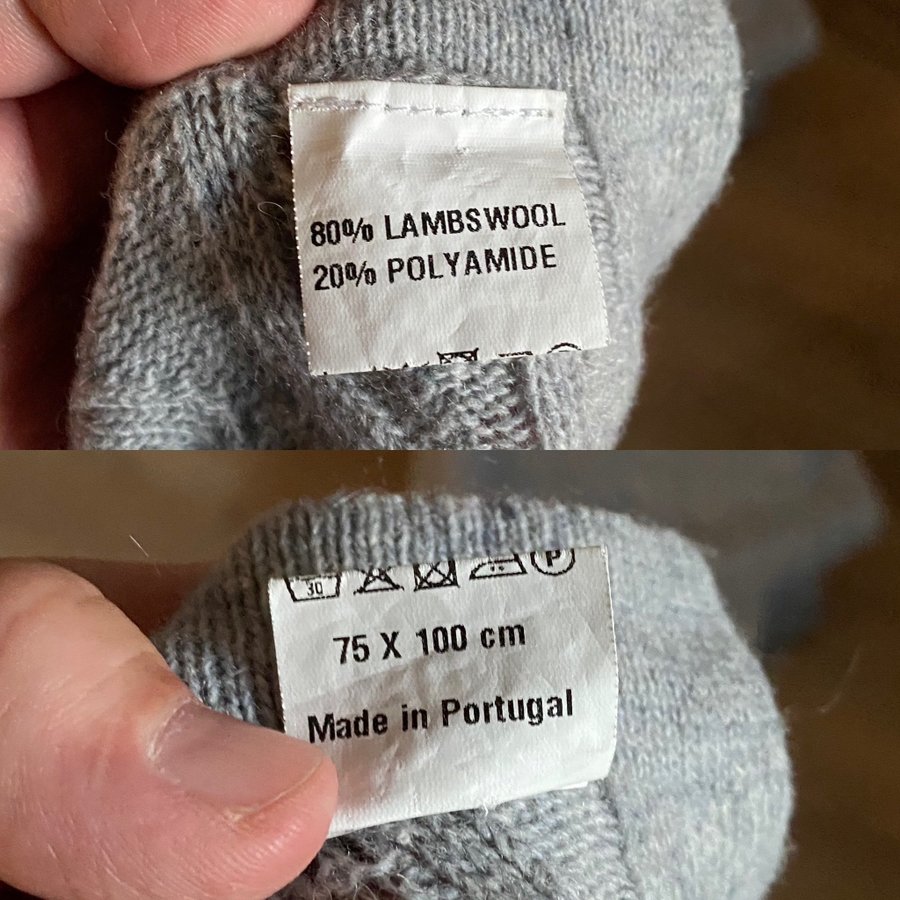 80% LAMBSWOOL
20% POLYAMIDE
30 P
75 X 100 cm
Made in Portugal